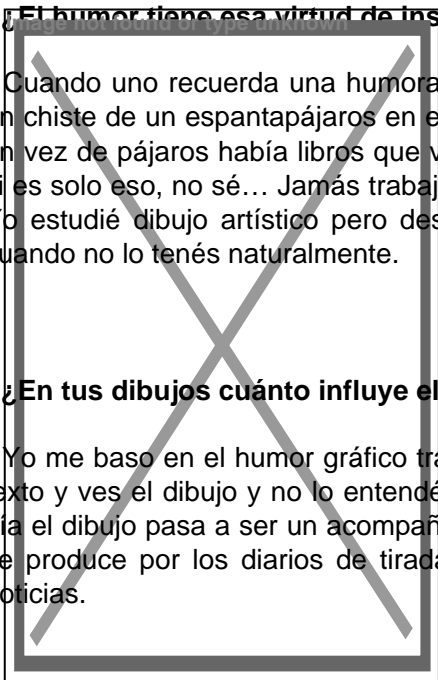 ¿El humor tiene esa virtud de ins
Image not found or type unknown
Cuando uno recuerda una humora
n chiste de un espantapájaros en e
n vez de pájaros había libros que v
i es solo eso, no sé… Jamás trabaj
o estudié dibujo artístico pero des
uando no lo tenés naturalmente.
¿En tus dibujos cuánto influye el
Yo me baso en el humor gráfico tra
exto y ves el dibujo y no lo entendé
ía el dibujo pasa a ser un acompañ
e produce por los diarios de tirada
oticias.